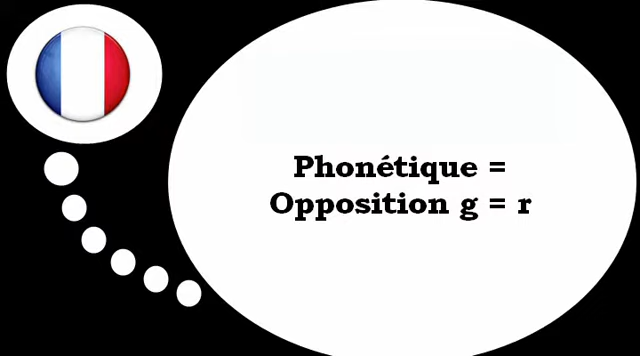 Phonétique =
Opposition g = r